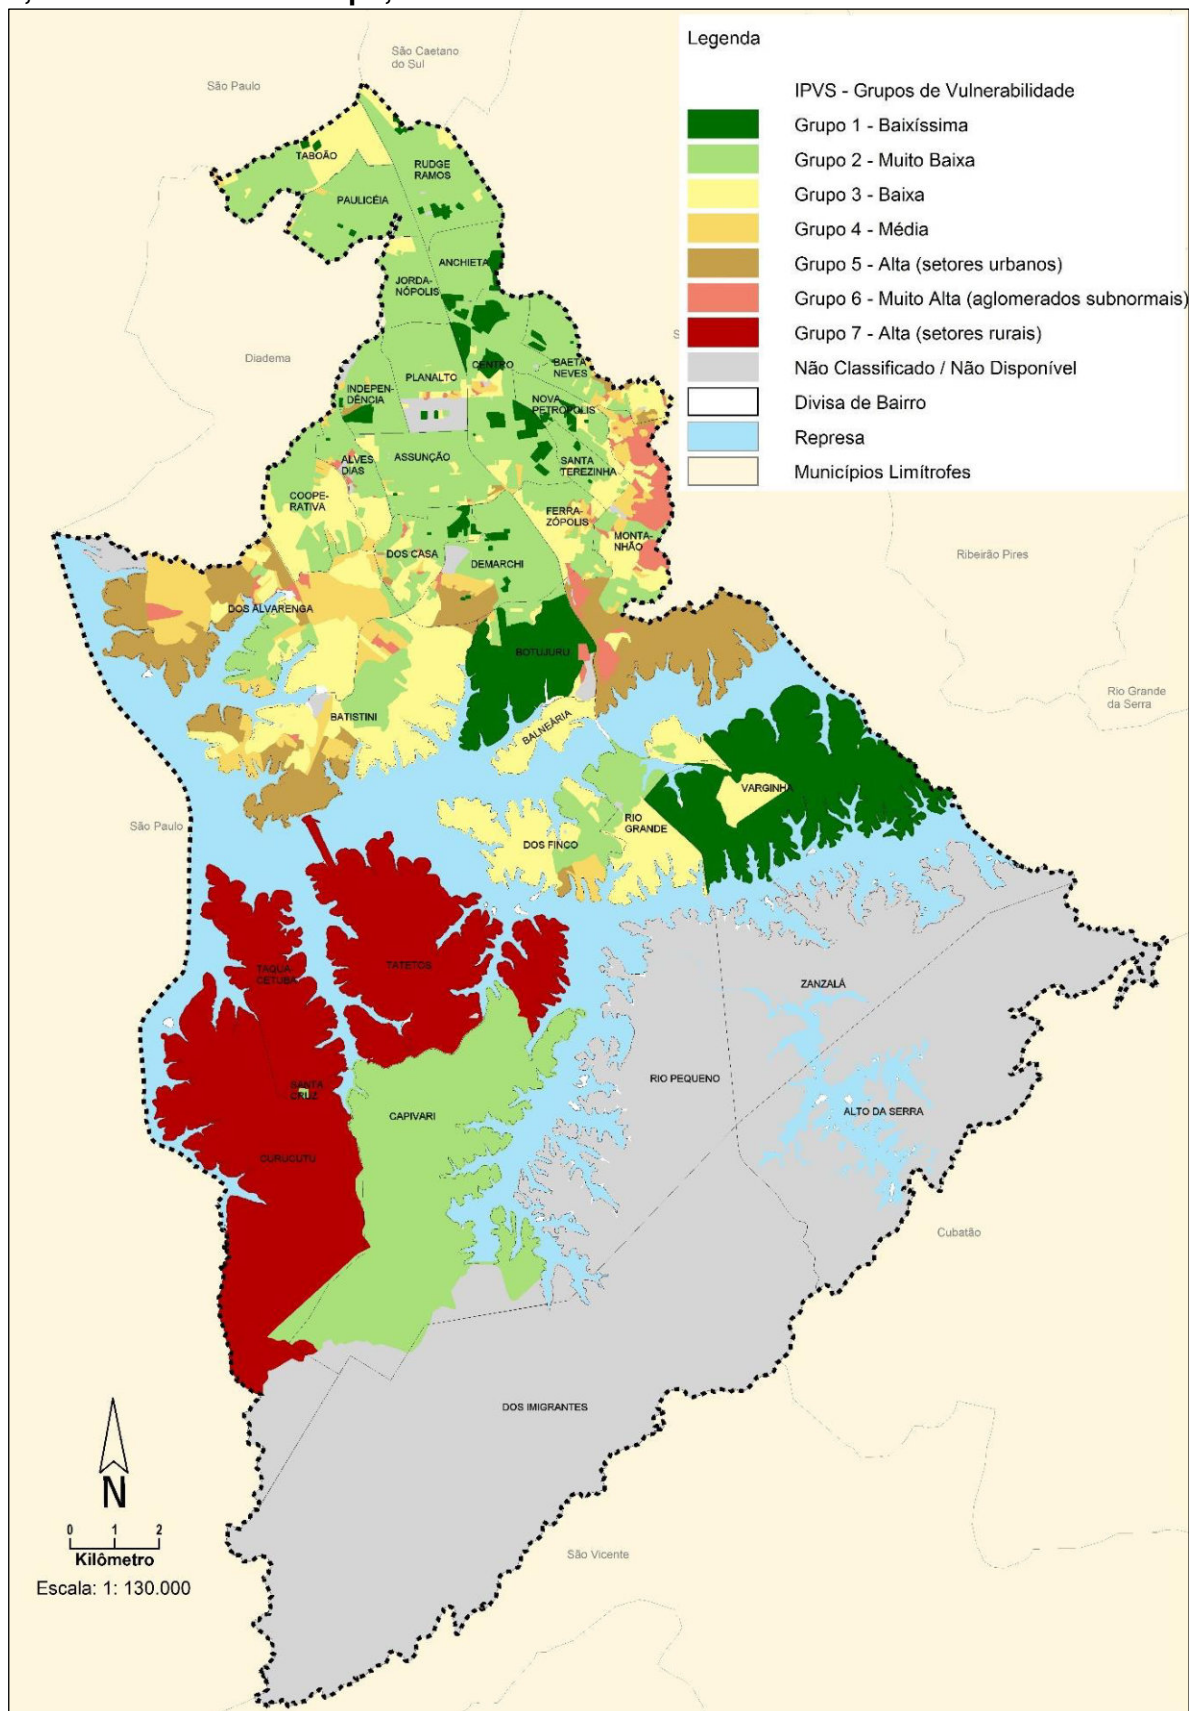 São Caetano
do Sul
São Paulo
Legenda
IPVS - Grupos de Vulnerabilidade
Grupo 1 - Baixíssima
Grupo 2 - Muito Baixa
Grupo 3 - Baixa
Grupo 4 - Média
Grupo 5 - Alta (setores urbanos)
Grupo 6 - Muito Alta (aglomerados subnormais)
Grupo 7 - Alta (setores rurais)
Não Classificado / Não Disponível
Divisa de Bairro
Represa
Municípios Limítrofes
TABOÃO
RUDGE
RAMOS
PAULICÉIA
ANCHIETA
JORDA-
NÓPOLIS
Diadema
CENTRO
BAETA
NEVES
PLANALTO
INDEPEN-
DÊNCIA
NOVA
PETRÓPOLIS
ALVES
DIAS
ASSUNÇÃO
SANTA
TEREZINHA
COOPE-
RATIVA
FERRA-
ZÓPOLIS
MONTA-
NHÃO
DOS CASA
DEMARCHI
Ribeirão Pires
DOS ALVARENGA
BOTUJURU
Rio Grande
da Serra
BATISTINI
BALNEÁRIA
VARGINHA
São Paulo
RIO
GRANDE
DOS FINCO
TAQUA-
CETUBA
TATETOS
ZANZALÁ
RIO PEQUENO
SANTA
CRUZ
CAPIVARI
ALTO DA SERRA
CURUCUTU
Cubatão
DOS IMIGRANTES
N
0 1 2
Kilômetro
Escala: 1: 130.000
São Vicente